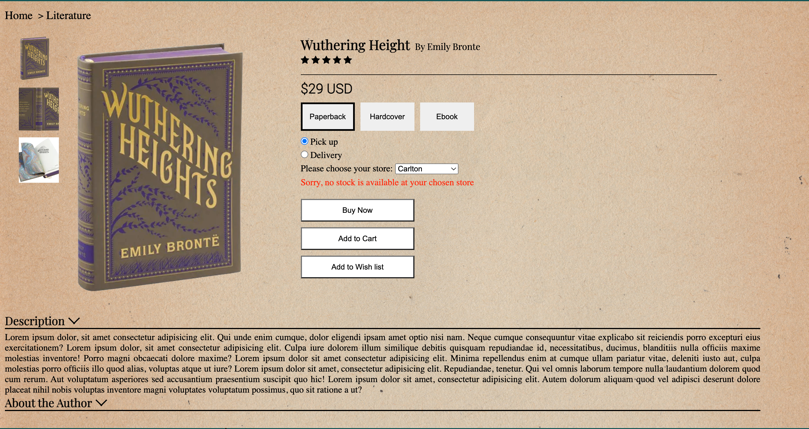 Home > Literature
Wuthering Height By Emily Bronte
$29 USD
Paperback Hardcover Ebook
Pick up
Delivery
Please choose your store: Carlton
Sorry, no stock is available at your chosen store
Buy Now
Add to Cart
Add to Wish list
WUTHERING
HEIGHTS
EMILY BRONTË
Description
Lorem ipsum dolor, sit amet consectetur adipisicing elit. Qui unde enim cumque, dolor eligendi ipsam amet optio nisi nam. Neque cumque consequuntur vitae explicabo sit reiciendis porro excepturi eius
exercitationem? Lorem ipsum dolor, sit amet consectetur adipisicing elit. Culpa iure dolorem illum similique debitis quisquam repudiandae id, necessitatibus, ducimus, blanditiis nulla officiis maxime
molestias inventore! Porro magni obcaecati dolore maxime? Lorem ipsum dolor sit amet consectetur adipisicing elit. Minima repellendus enim at cumque ullam pariatur vitae, deleniti iusto aut, culpa
molestias porro officiis illo quod alias, voluptas atque ut iure? Lorem ipsum dolor sit amet, consectetur adipisicing elit. Repudiandae, tenetur. Qui vel omnis laborum tempore nulla laudantium dolorem quod
cum rerum. Aut voluptatum asperiores sed accusantium praesentium suscipit quo hic! Lorem ipsum dolor sit amet, consectetur adipisicing elit. Autem dolorum aliquam quod vel adipisci deserunt dolore
placeat nihil nobis voluptas inventore magni voluptates voluptatum possimus, quo sit ratione a ut?
About the Author